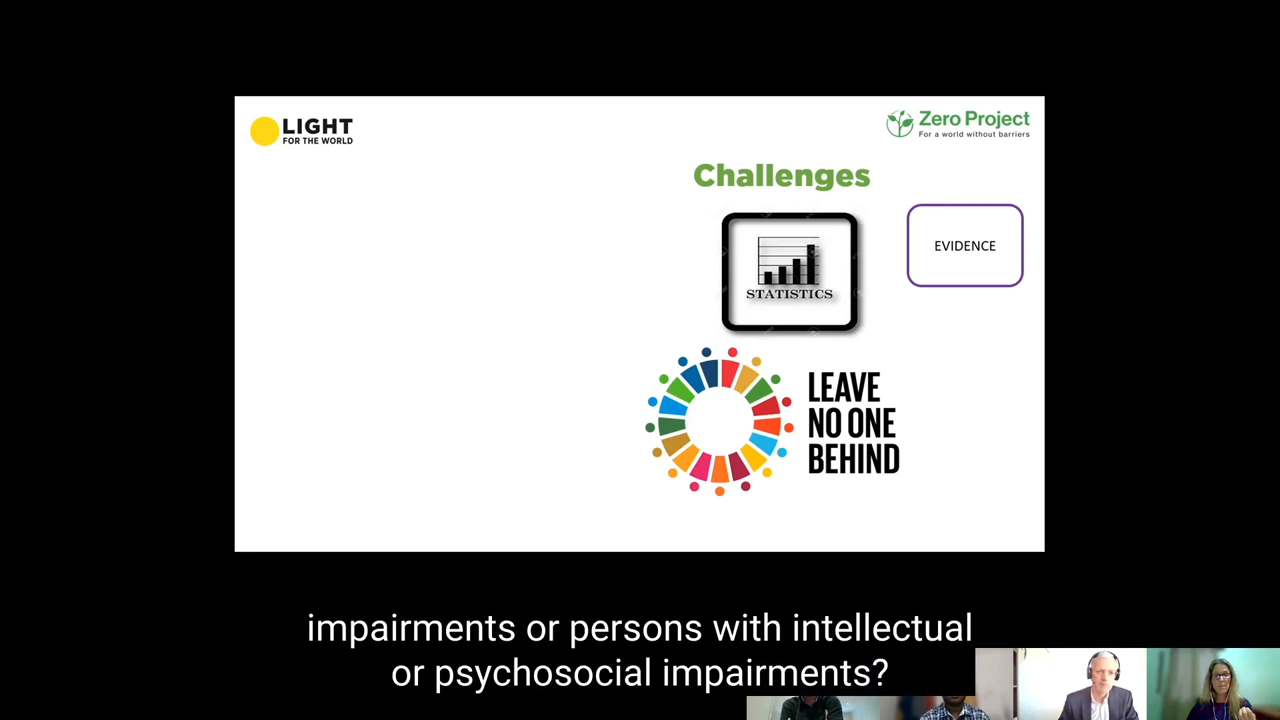 LIGHT
FOR THE WORLD
Zero Project
For a world without barriers
Challenges
STATISTICS
EVIDENCE
LEAVE
NO ONE
BEHIND
impairments or persons with intellectual
or psychosocial impairments?